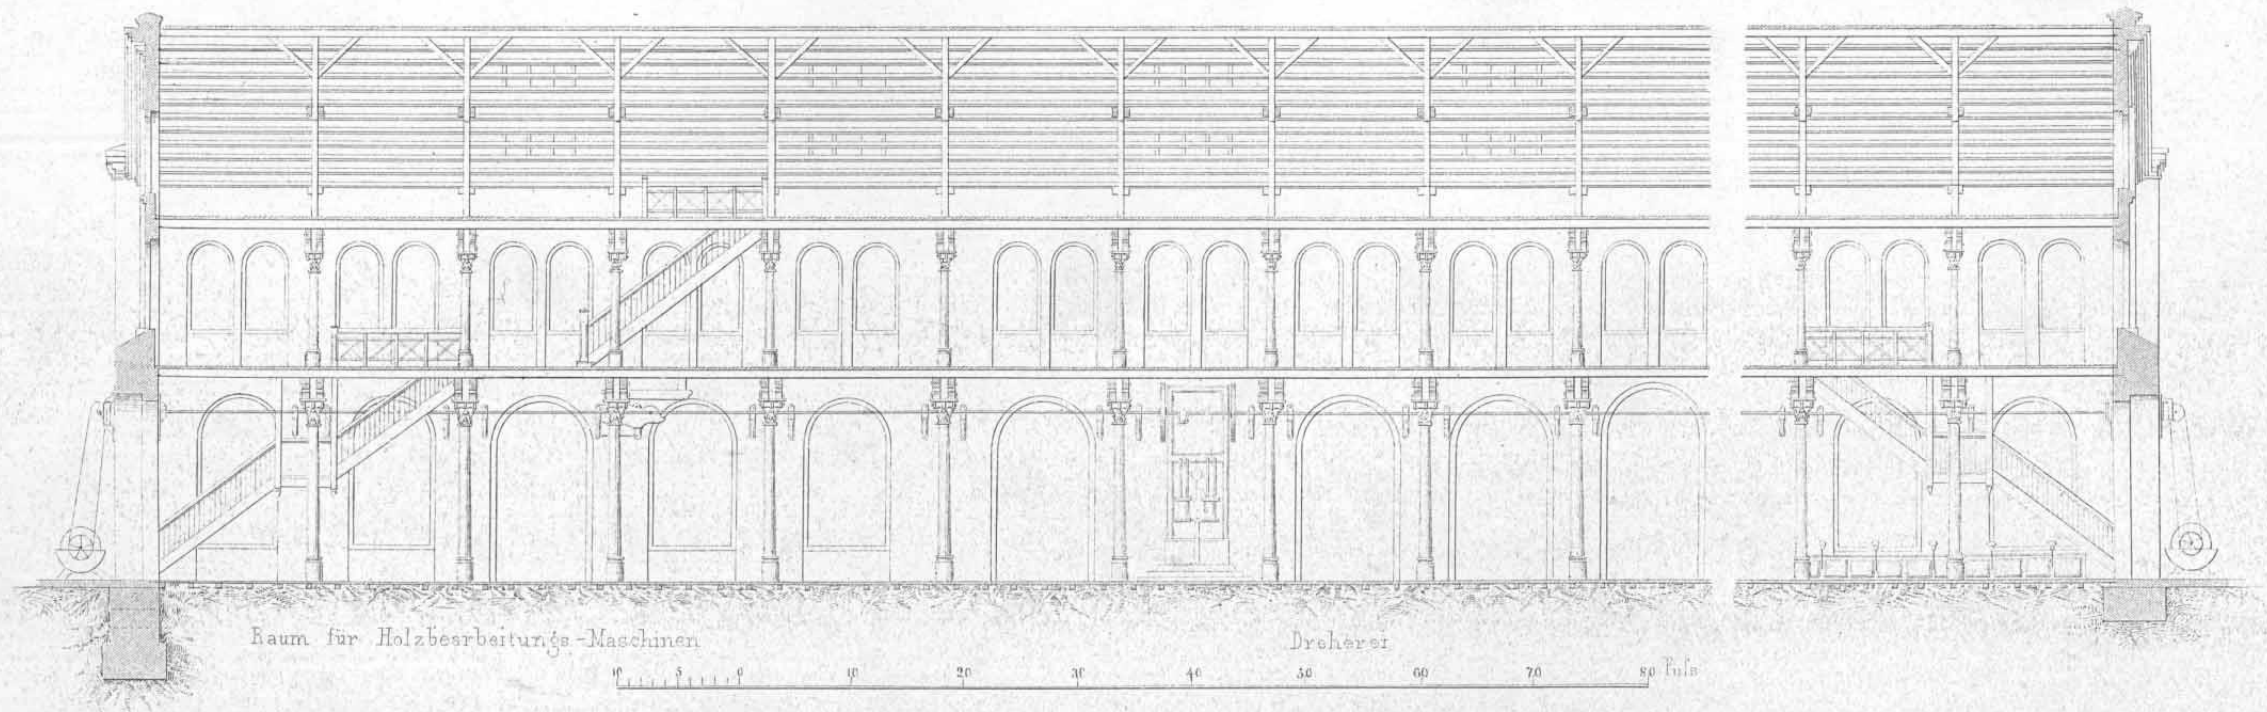 Raum für Holzbearbeitungs-Maschinen
Dreherei
10 5 0 10 20 30 40 50 60 70 80 Fuſs